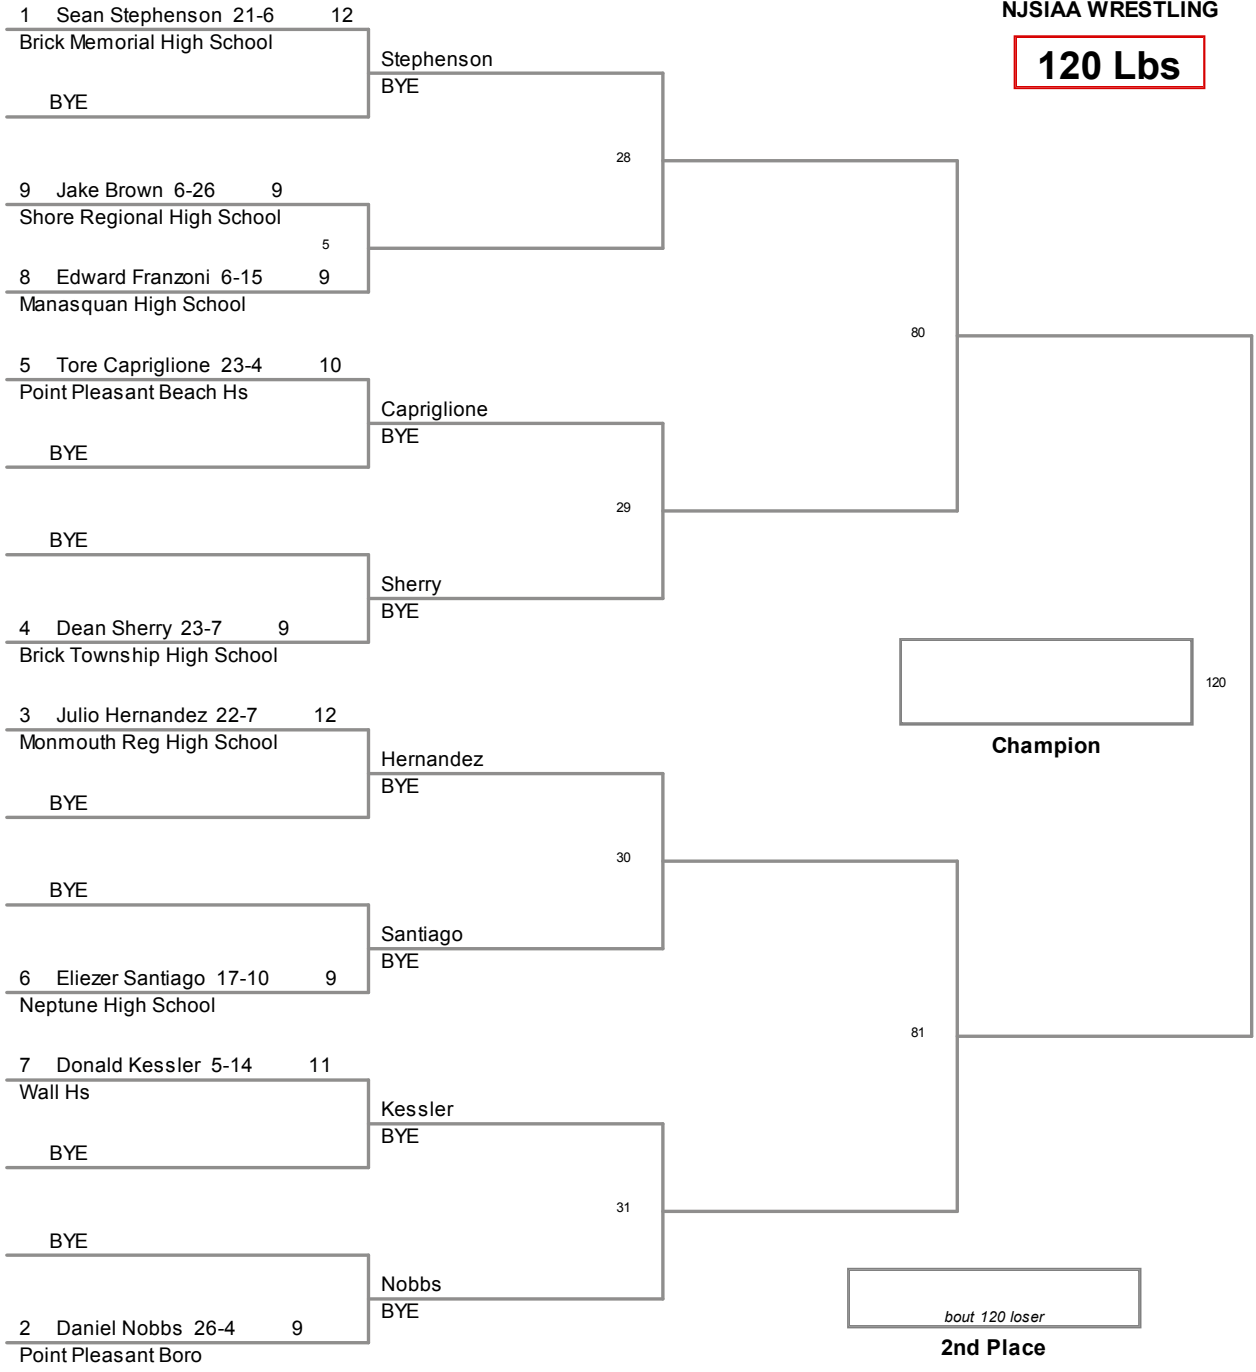 NJSIAA WRESTLING
120 Lbs
1 Sean Stephenson 21-6 12
Brick Memorial High School
Stephenson
BYE
BYE
28
9 Jake Brown 6-26 9
Shore Regional High School
5
8 Edward Franzoni 6-15 9
Manasquan High School
80
5 Tore Capriglione 23-4 10
Point Pleasant Beach Hs
Capriglione
BYE
BYE
29
BYE
Sherry
BYE
4 Dean Sherry 23-7 9
Brick Township High School
120
Champion
3 Julio Hernandez 22-7 12
Monmouth Reg High School
Hernandez
BYE
BYE
30
BYE
Santiago
BYE
6 Eliezer Santiago 17-10 9
Neptune High School
81
7 Donald Kessler 5-14 11
Wall Hs
Kessler
BYE
BYE
31
BYE
Nobbs
BYE
2 Daniel Nobbs 26-4 9
Point Pleasant Boro
bout 120 loser
2nd Place